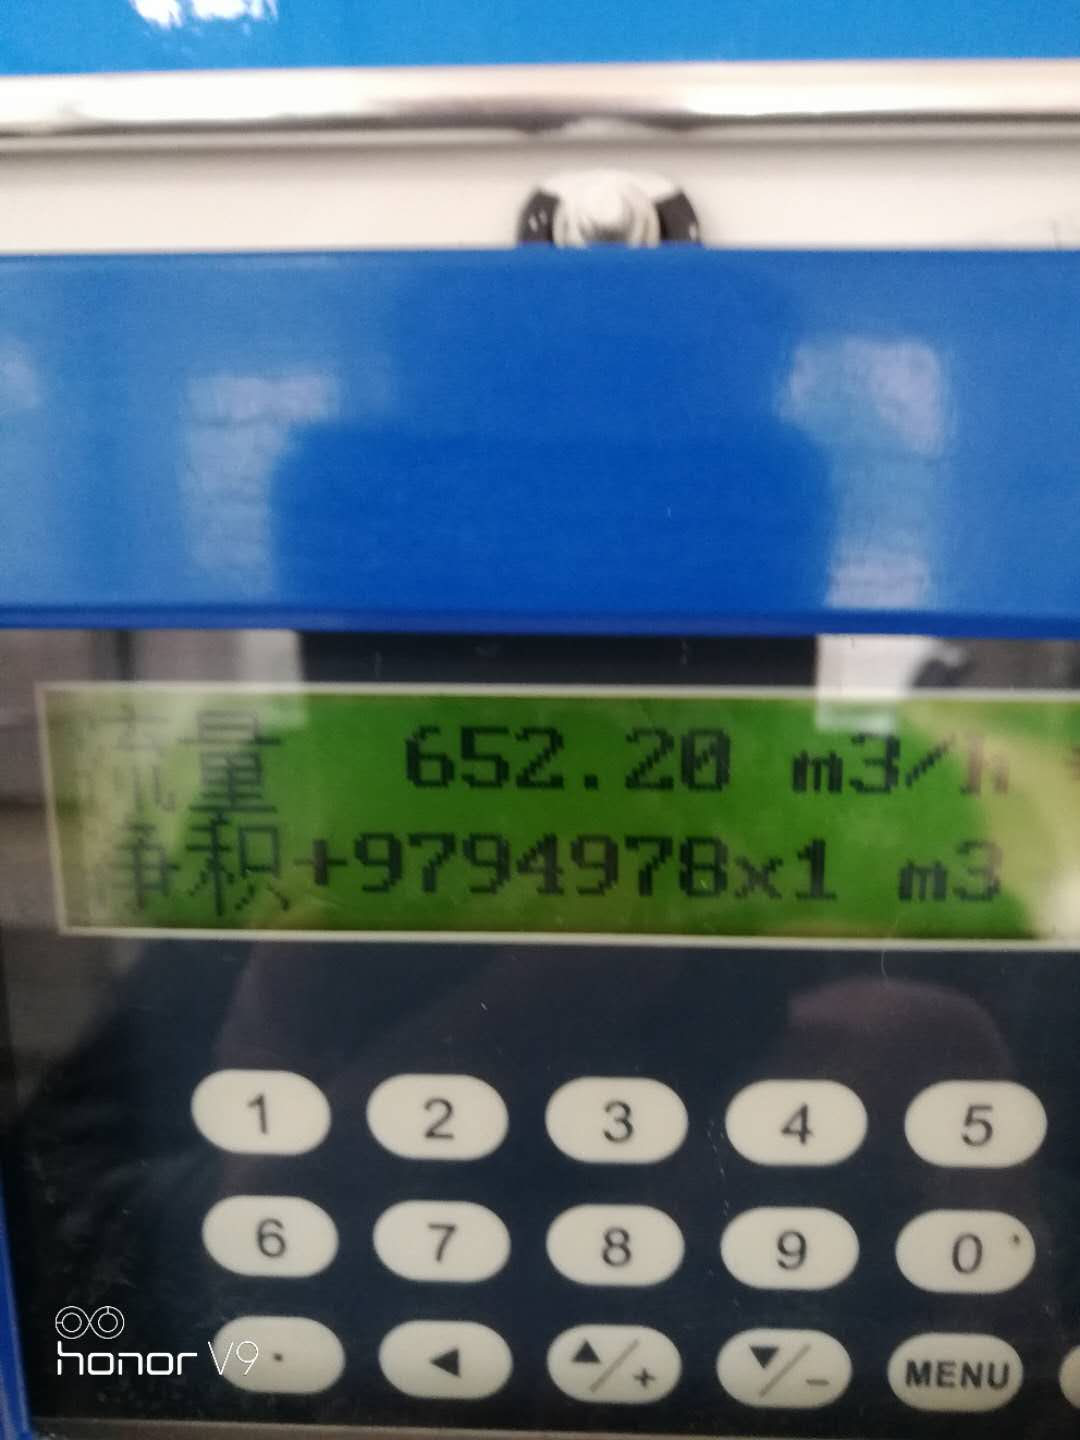 流量 652.20 m3/h *
净积+9794978x1 m3
1 2 3 4 5
6 7 8 9 0
. ◀ ▲/+ ▼/- MENU
honor V9